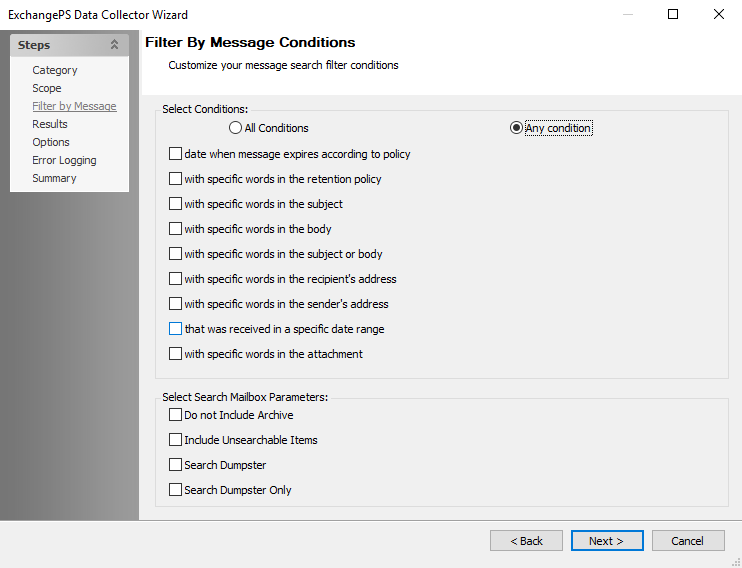 ExchangePS Data Collector Wizard
Steps
Category
Scope
Filter by Message
Results
Options
Error Logging
Summary
Filter By Message Conditions
Customize your message search filter conditions
Select Conditions:
All Conditions
Any condition
date when message expires according to policy
with specific words in the retention policy
with specific words in the subject
with specific words in the body
with specific words in the subject or body
with specific words in the recipient's address
with specific words in the sender's address
that was received in a specific date range
with specific words in the attachment
Select Search Mailbox Parameters:
Do not Include Archive
Include Unsearchable Items
Search Dumpster
Search Dumpster Only
< Back
Next >
Cancel